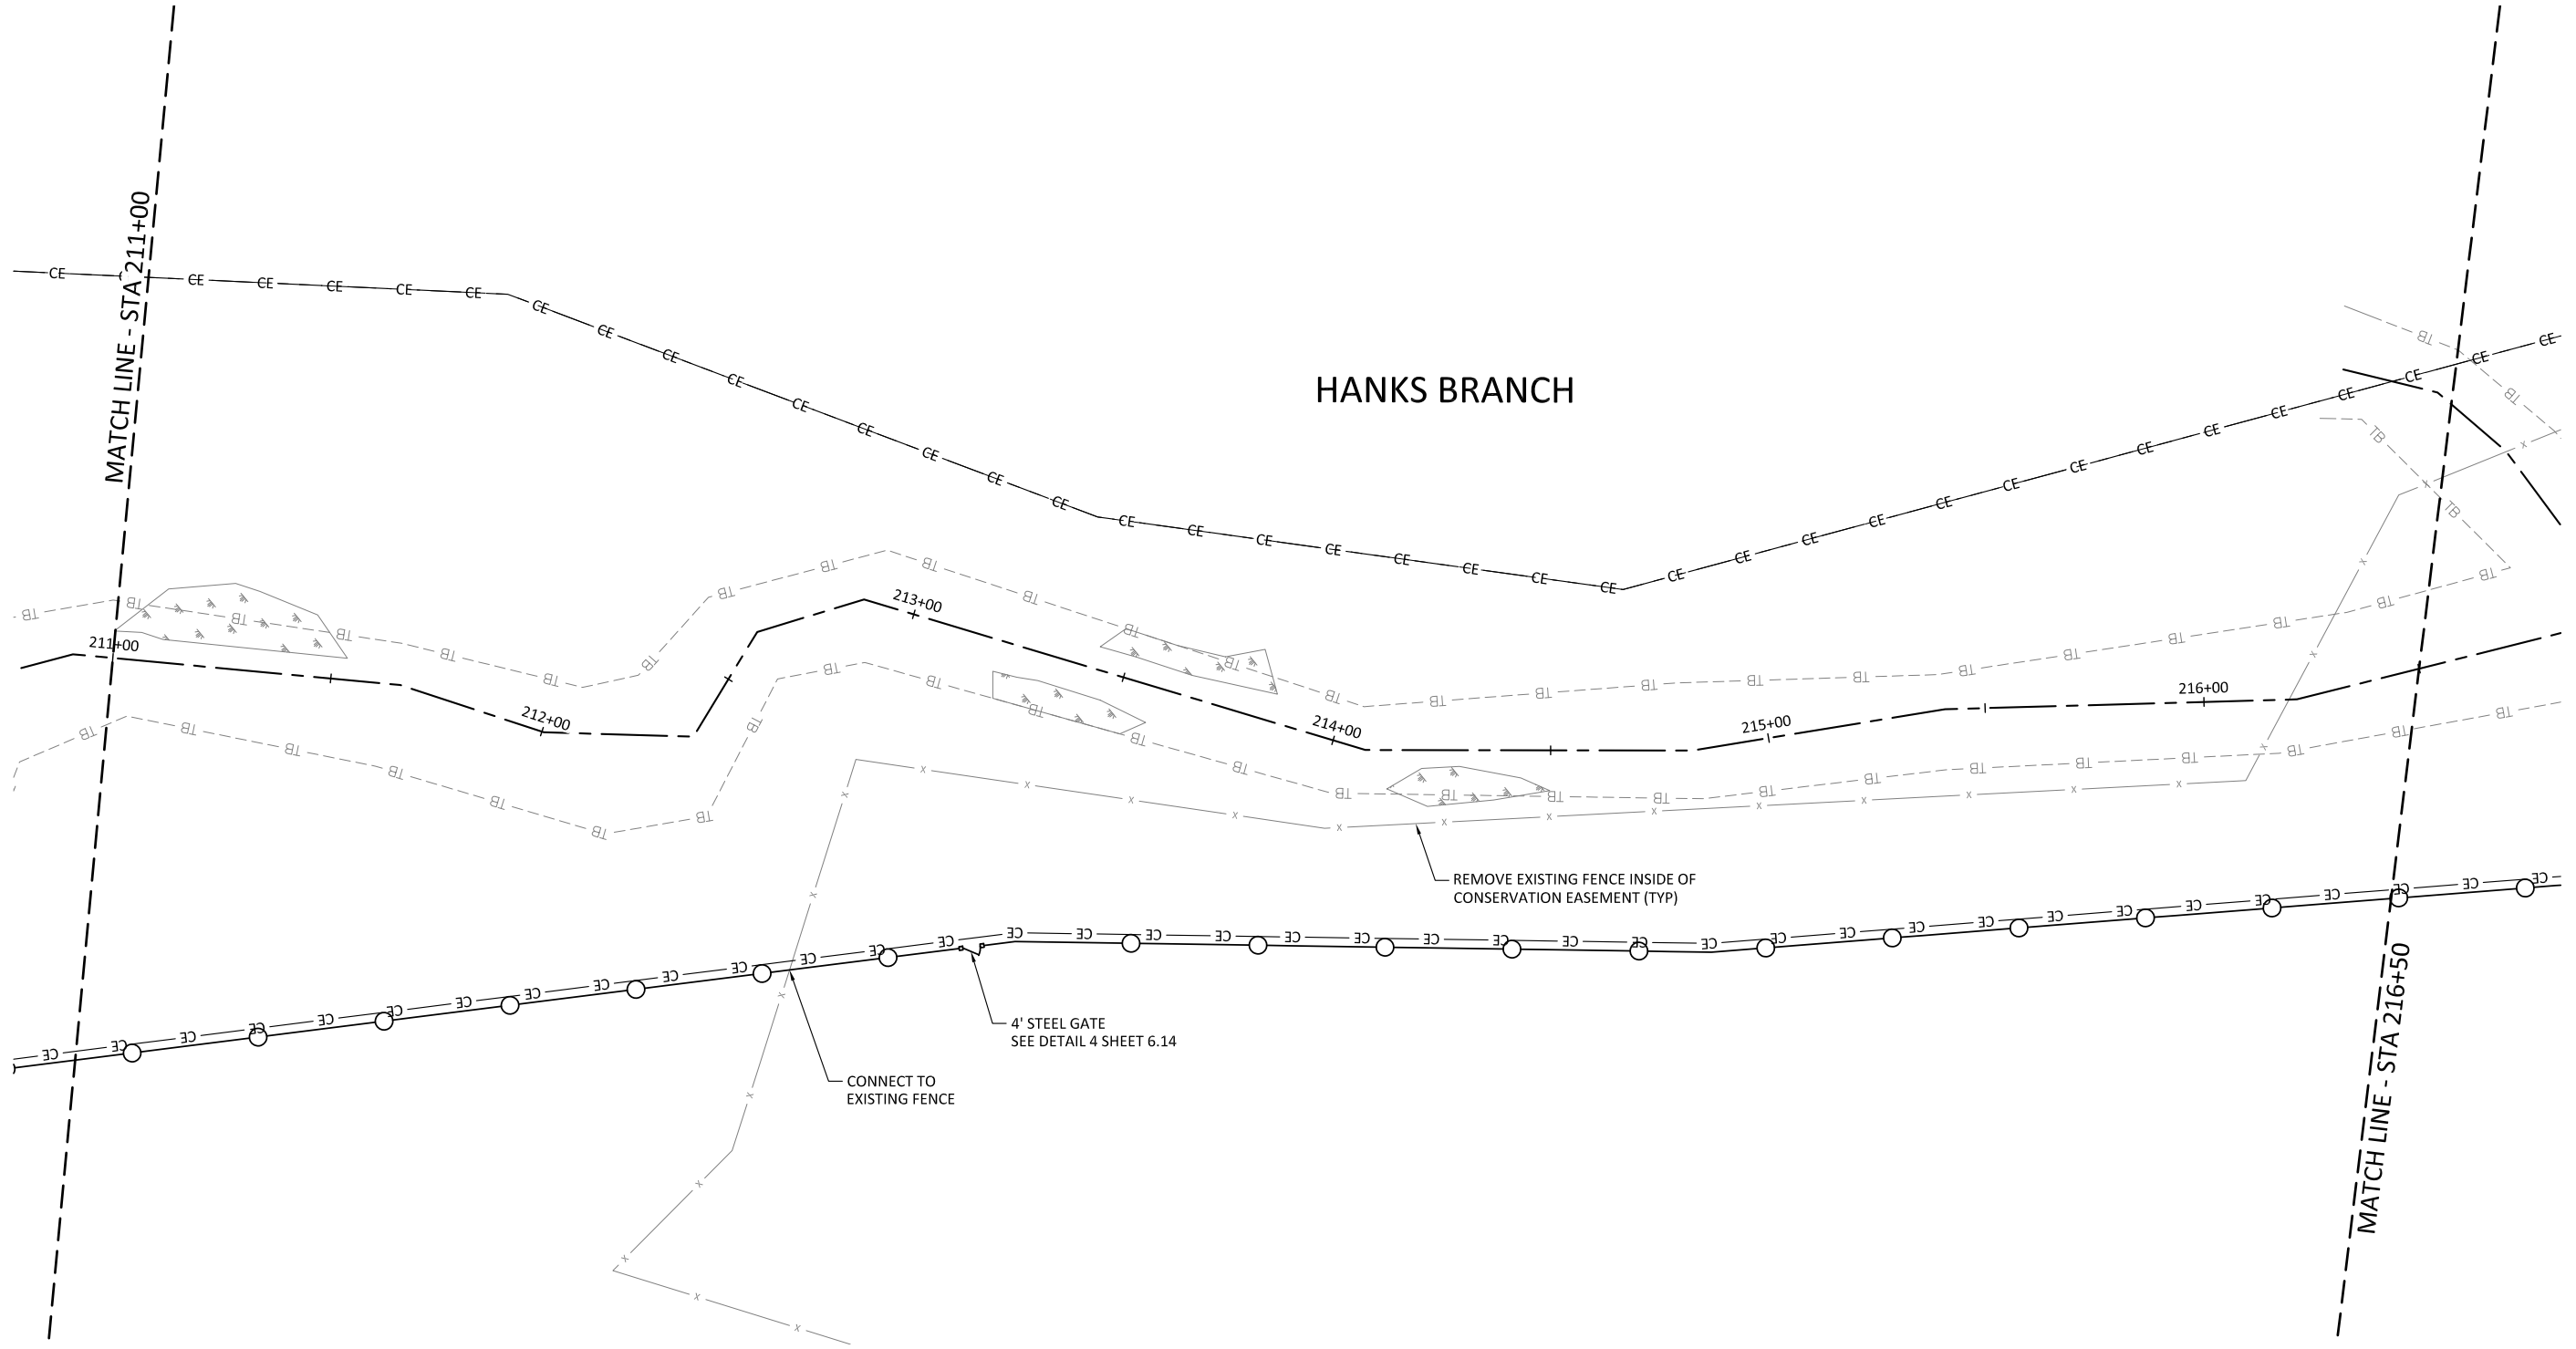 MATCH LINE - STA 211+00
HANKS BRANCH
211+00
212+00
213+00
214+00
215+00
216+00
REMOVE EXISTING FENCE INSIDE OF
CONSERVATION EASEMENT (TYP)
4' STEEL GATE
SEE DETAIL 4 SHEET 6.14
CONNECT TO
EXISTING FENCE
MATCH LINE - STA 216+50
CE
TB
x